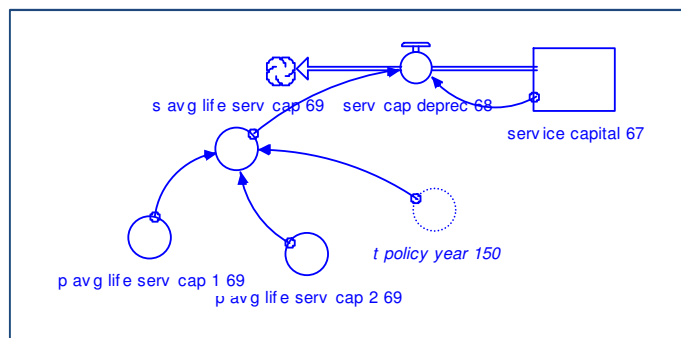 s avg life serv cap 69
serv cap deprec 68
service capital 67
t policy year 150
p avg life serv cap 1 69
p avg life serv cap 2 69